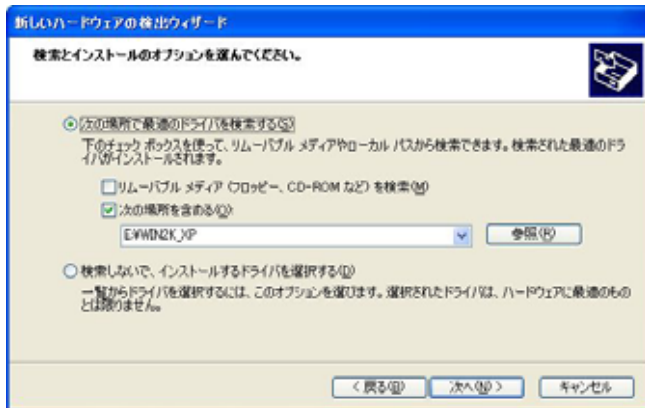 新しいハードウェアの検出ウィザード
検索とインストールのオプションを選んでください。
次の場所で最適のドライバを検索する(S)
下のチェック ボックスを使って、リムーバブル メディアやローカル パスから検索できます。検索された最適のドラ
イバがインストールされます。
リムーバブル メディア (フロッピー、CD-ROM など) を検索(M)
次の場所を含める(O):
E:¥WIN2K_XP
参照(R)
検索しないで、インストールするドライバを選択する(D)
一覧からドライバを選択するには、このオプションを選びます。選択されたドライバは、ハードウェアに最適のもの
とは限りません。
< 戻る(B)
次へ(N) >
キャンセル